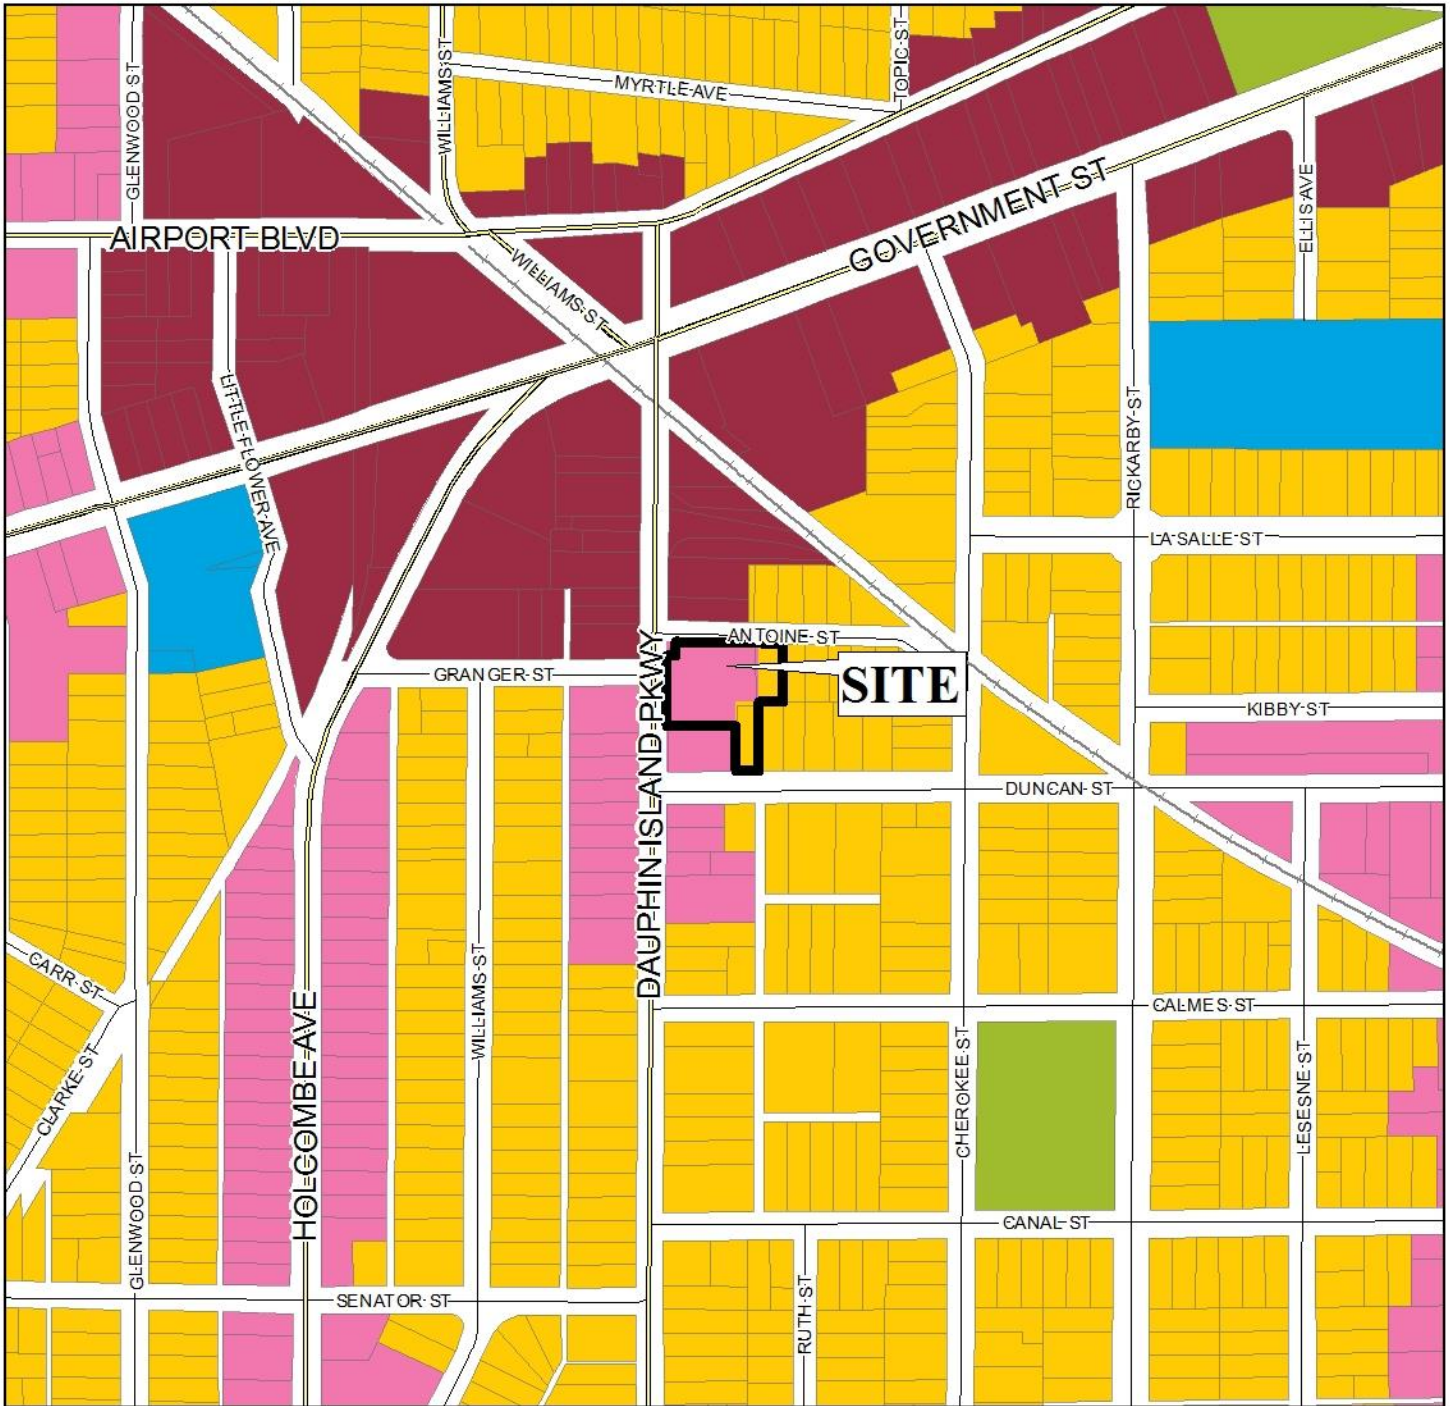 GLENWOOD ST
WILLIAMS ST
TOPIC ST
MYRTLE AVE
AIRPORT BLVD
GOVERNMENT ST
ELLIS AVE
WILLIAMS ST
LITTLE FLOWER AVE
RICKARBY ST
LA SALLE ST
ANTOINE ST
GRANGER ST
SITE
KIBBY ST
DAUPHIN ISLAND PKWY
DUNCAN ST
CARR ST
WILLIAMS ST
CALMES ST
HOLCOMBE AVE
CLARKE ST
CHEROKEE ST
LESESNE ST
GLENWOOD ST
CANAL ST
SENATOR ST
RUTH ST